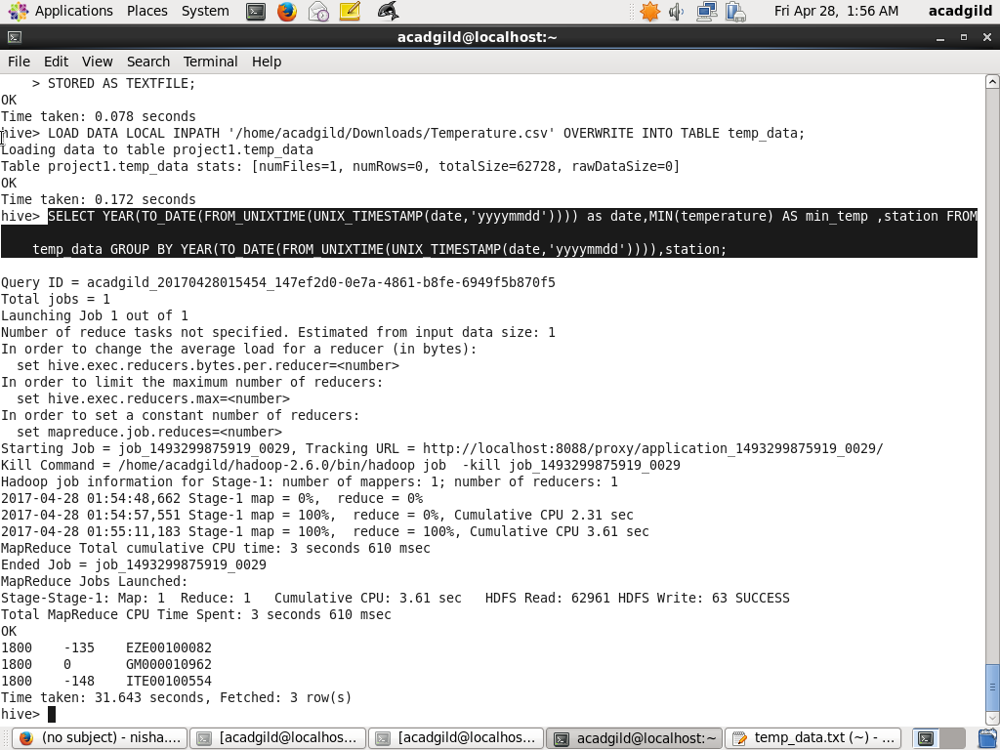 Applications Places System Fri Apr 28, 1:56 AM acadgild
acadgild@localhost:~
File Edit View Search Terminal Help
> STORED AS TEXTFILE;
OK
Time taken: 0.078 seconds
hive> LOAD DATA LOCAL INPATH '/home/acadgild/Downloads/Temperature.csv' OVERWRITE INTO TABLE temp_data;
Loading data to table project1.temp_data
Table project1.temp_data stats: [numFiles=1, numRows=0, totalSize=62728, rawDataSize=0]
OK
Time taken: 0.172 seconds
hive> SELECT YEAR(TO_DATE(FROM_UNIXTIME(UNIX_TIMESTAMP(date,'yyyymmdd')))) as date,MIN(temperature) AS min_temp ,station FROM
temp_data GROUP BY YEAR(TO_DATE(FROM_UNIXTIME(UNIX_TIMESTAMP(date,'yyyymmdd')))),station;
Query ID = acadgild_20170428015454_147ef2d0-0e7a-4861-b8fe-6949f5b870f5
Total jobs = 1
Launching Job 1 out of 1
Number of reduce tasks not specified. Estimated from input data size: 1
In order to change the average load for a reducer (in bytes):
set hive.exec.reducers.bytes.per.reducer=<number>
In order to limit the maximum number of reducers:
set hive.exec.reducers.max=<number>
In order to set a constant number of reducers:
set mapreduce.job.reduces=<number>
Starting Job = job_1493299875919_0029, Tracking URL = http://localhost:8088/proxy/application_1493299875919_0029/
Kill Command = /home/acadgild/hadoop-2.6.0/bin/hadoop job  -kill job_1493299875919_0029
Hadoop job information for Stage-1: number of mappers: 1; number of reducers: 1
2017-04-28 01:54:48,662 Stage-1 map = 0%,  reduce = 0%
2017-04-28 01:54:57,551 Stage-1 map = 100%,  reduce = 0%, Cumulative CPU 2.31 sec
2017-04-28 01:55:11,183 Stage-1 map = 100%,  reduce = 100%, Cumulative CPU 3.61 sec
MapReduce Total cumulative CPU time: 3 seconds 610 msec
Ended Job = job_1493299875919_0029
MapReduce Jobs Launched:
Stage-Stage-1: Map: 1  Reduce: 1   Cumulative CPU: 3.61 sec   HDFS Read: 62961 HDFS Write: 63 SUCCESS
Total MapReduce CPU Time Spent: 3 seconds 610 msec
OK
1800    -135    EZE00100082
1800    0       GM000010962
1800    -148    ITE00100554
Time taken: 31.643 seconds, Fetched: 3 row(s)
hive>
(no subject) - nisha.... [acadgild@localhos... [acadgild@localhos... acadgild@localhost:~ temp_data.txt (~) - ...